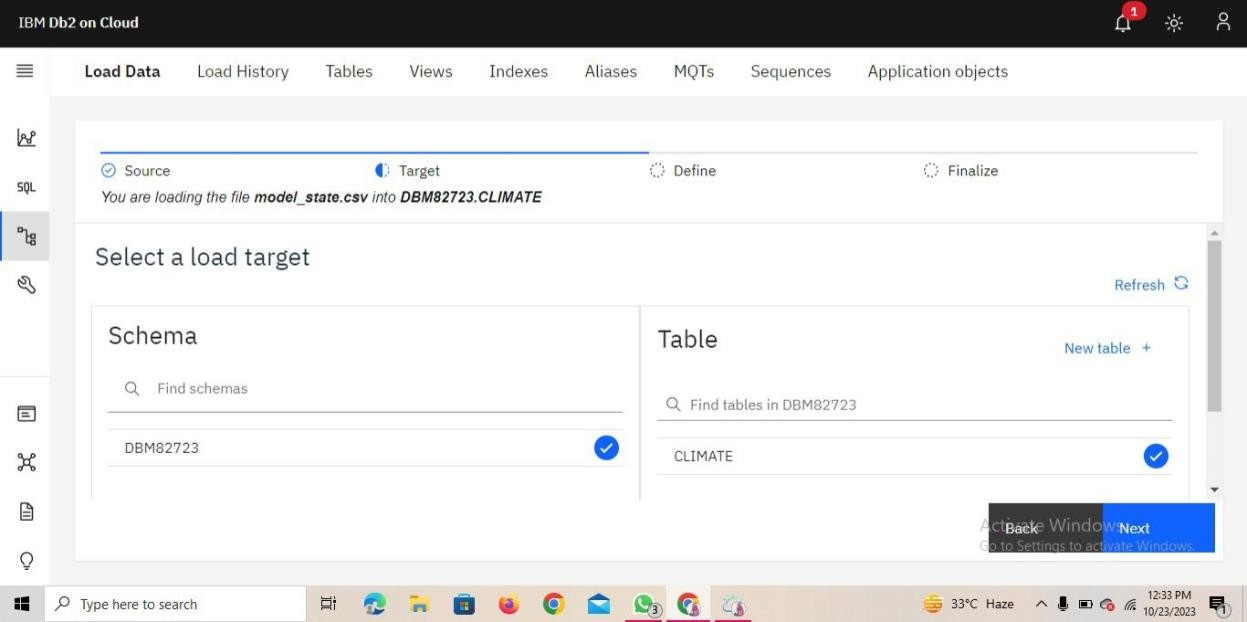 IBM Db2 on Cloud
1
Load Data Load History Tables Views Indexes Aliases MQTs Sequences Application objects
SQL
Source Target Define Finalize
You are loading the file model_state.csv into DBM82723.CLIMATE
Select a load target
Refresh
Schema
Table
New table +
Find schemas
Find tables in DBM82723
DBM82723
CLIMATE
Back Next
Activate Windows
Go to Settings to activate Windows.
Type here to search
3
33°C Haze
12:33 PM
10/23/2023
1